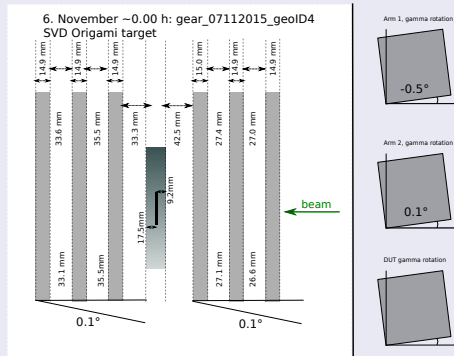 6. November ~0.00 h: gear_07112015_geoID4
SVD Origami target
14.9 mm
14.9 mm
14.9 mm
15.0 mm
14.9 mm
14.9 mm
33.6 mm
35.5 mm
33.3 mm
42.5 mm
27.4 mm
27.0 mm
9.2mm
17.5mm
beam
33.1 mm
35.5mm
27.1 mm
26.6 mm
0.1°
0.1°
Arm 1, gamma rotation
-0.5°
Arm 2, gamma rotation
0.1°
DUT gamma rotation